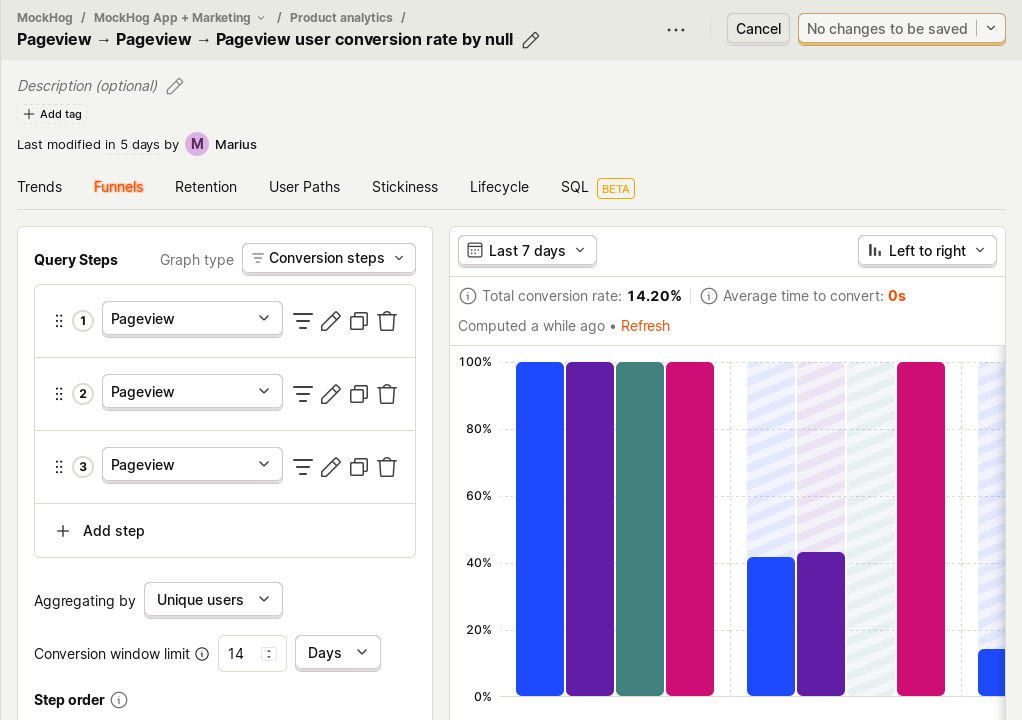 MockHog / MockHog App + Marketing / Product analytics /
Pageview → Pageview → Pageview user conversion rate by null
Cancel
No changes to be saved
Description (optional)
Add tag
Last modified in 5 days by M Marius
Trends Funnels Retention User Paths Stickiness Lifecycle SQL BETA
Query Steps Graph type Conversion steps
1 Pageview
2 Pageview
3 Pageview
Add step
Aggregating by Unique users
Conversion window limit 14 Days
Step order
Last 7 days Left to right
Total conversion rate: 14.20% Average time to convert: 0s
Computed a while ago • Refresh
100%
80%
60%
40%
20%
0%